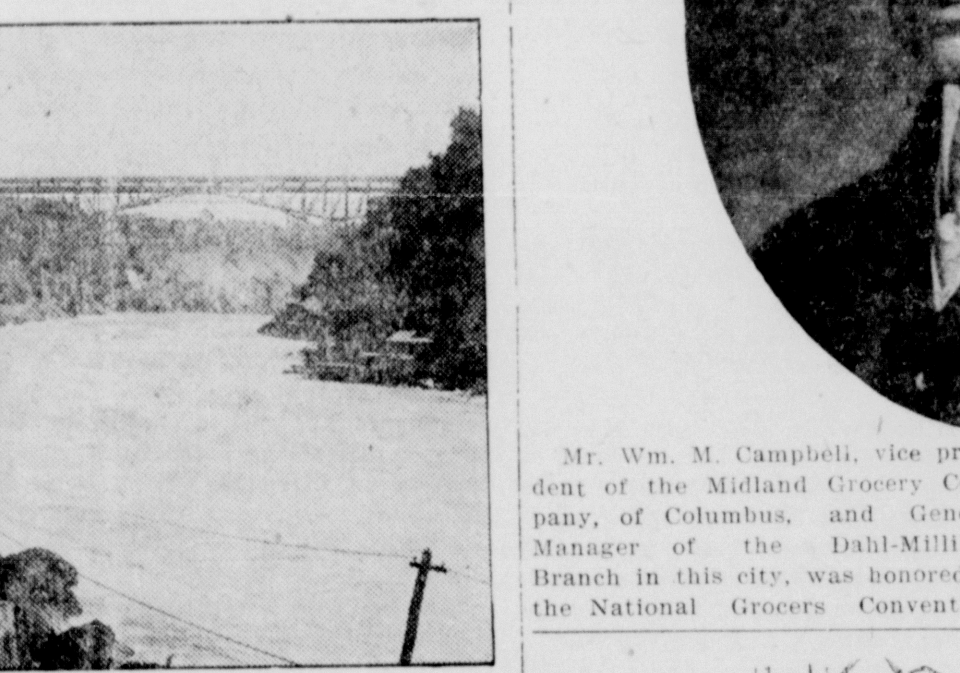 Mr. Wm. M. Campbell, vice pr
dent of the Midland Grocery C
pany, of Columbus, and Gene
Manager of the Dahl-Milli
Branch in this city, was honored
the National Grocers Convent